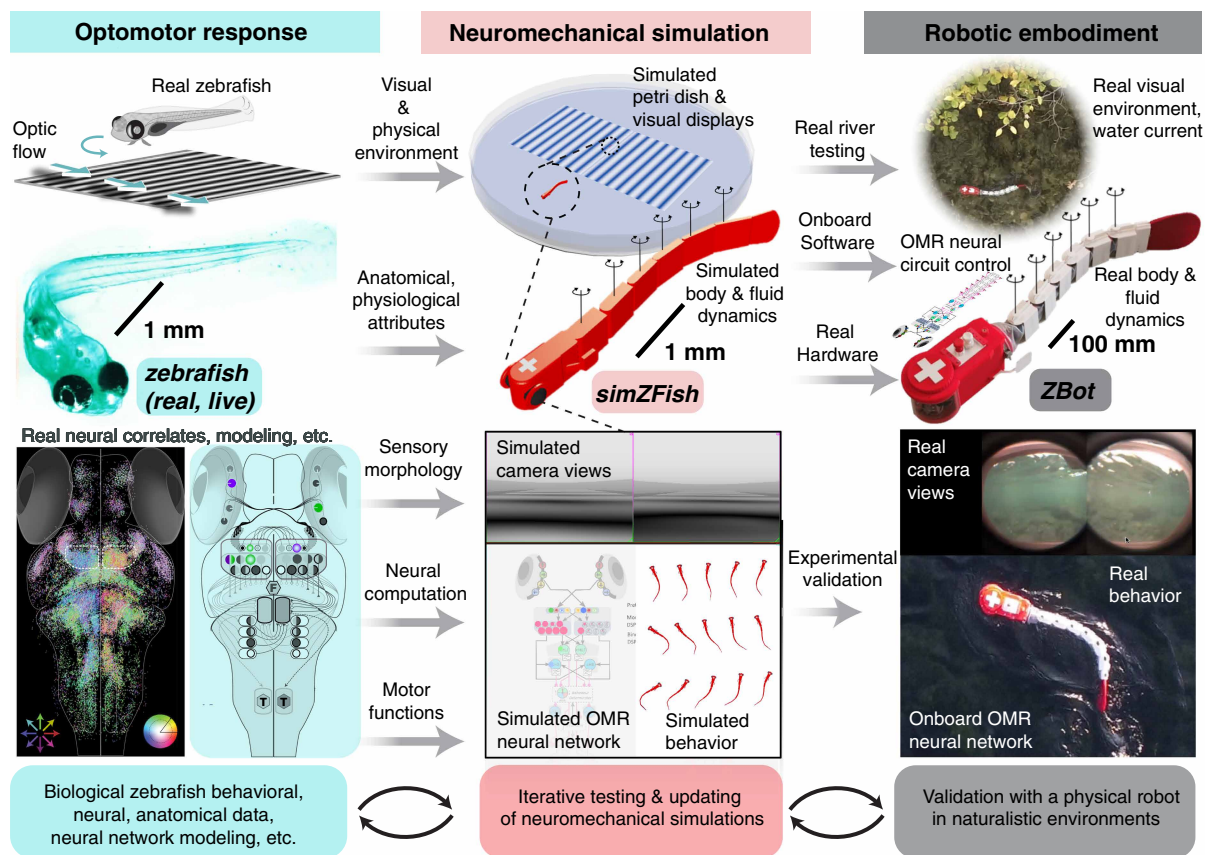 Optomotor response
Neuromechanical simulation
Robotic embodiment
Real zebrafish
Optic
flow
Visual
&
physical
environment
Simulated
petri dish &
visual displays
Real river
testing
Real visual
environment,
water current
Anatomical,
physiological
attributes
Simulated
body & fluid
dynamics
Onboard
Software
OMR neural
circuit control
Real body &
fluid
dynamics
Real
Hardware
1 mm
1 mm
100 mm
zebrafish
(real, live)
simZFish
ZBot
Real neural correlates, modeling, etc.
F
T
T
Sensory
morphology
Neural
computation
Motor
functions
Simulated
camera views
Simulated OMR
neural network
Simulated
behavior
Experimental
validation
Real
camera
views
Real
behavior
Onboard OMR
neural network
Biological zebrafish behavioral,
neural, anatomical data,
neural network modeling, etc.
Iterative testing & updating
of neuromechanical simulations
Validation with a physical robot
in naturalistic environments